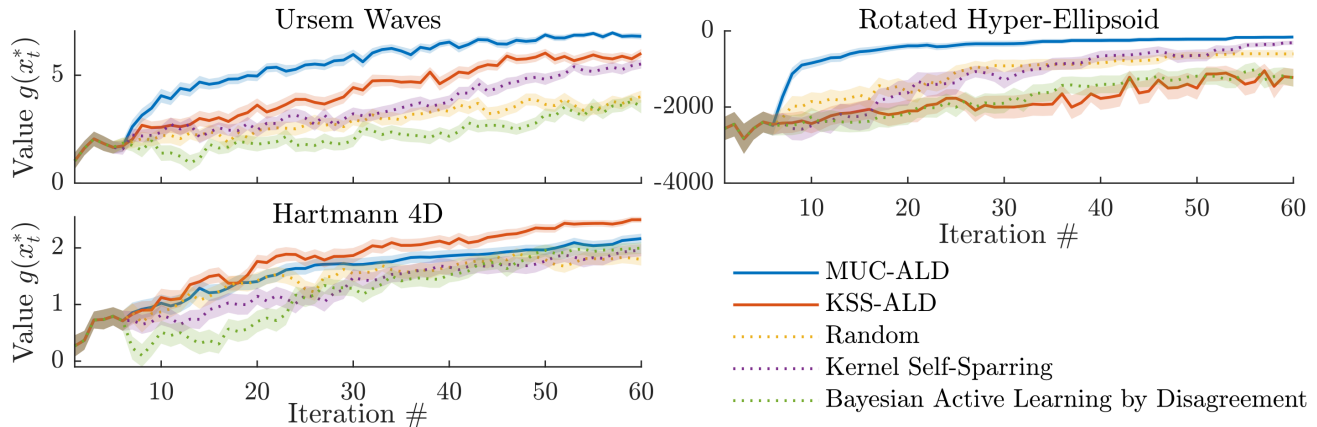 Ursem Waves
Value g(x*t)
5
0
10 20 30 40 50 60
Rotated Hyper-Ellipsoid
0
-2000
-4000
10 20 30 40 50 60
Iteration #
Hartmann 4D
Value g(x*t)
2
1
0
10 20 30 40 50 60
Iteration #
MUC-ALD
KSS-ALD
Random
Kernel Self-Sparring
Bayesian Active Learning by Disagreement